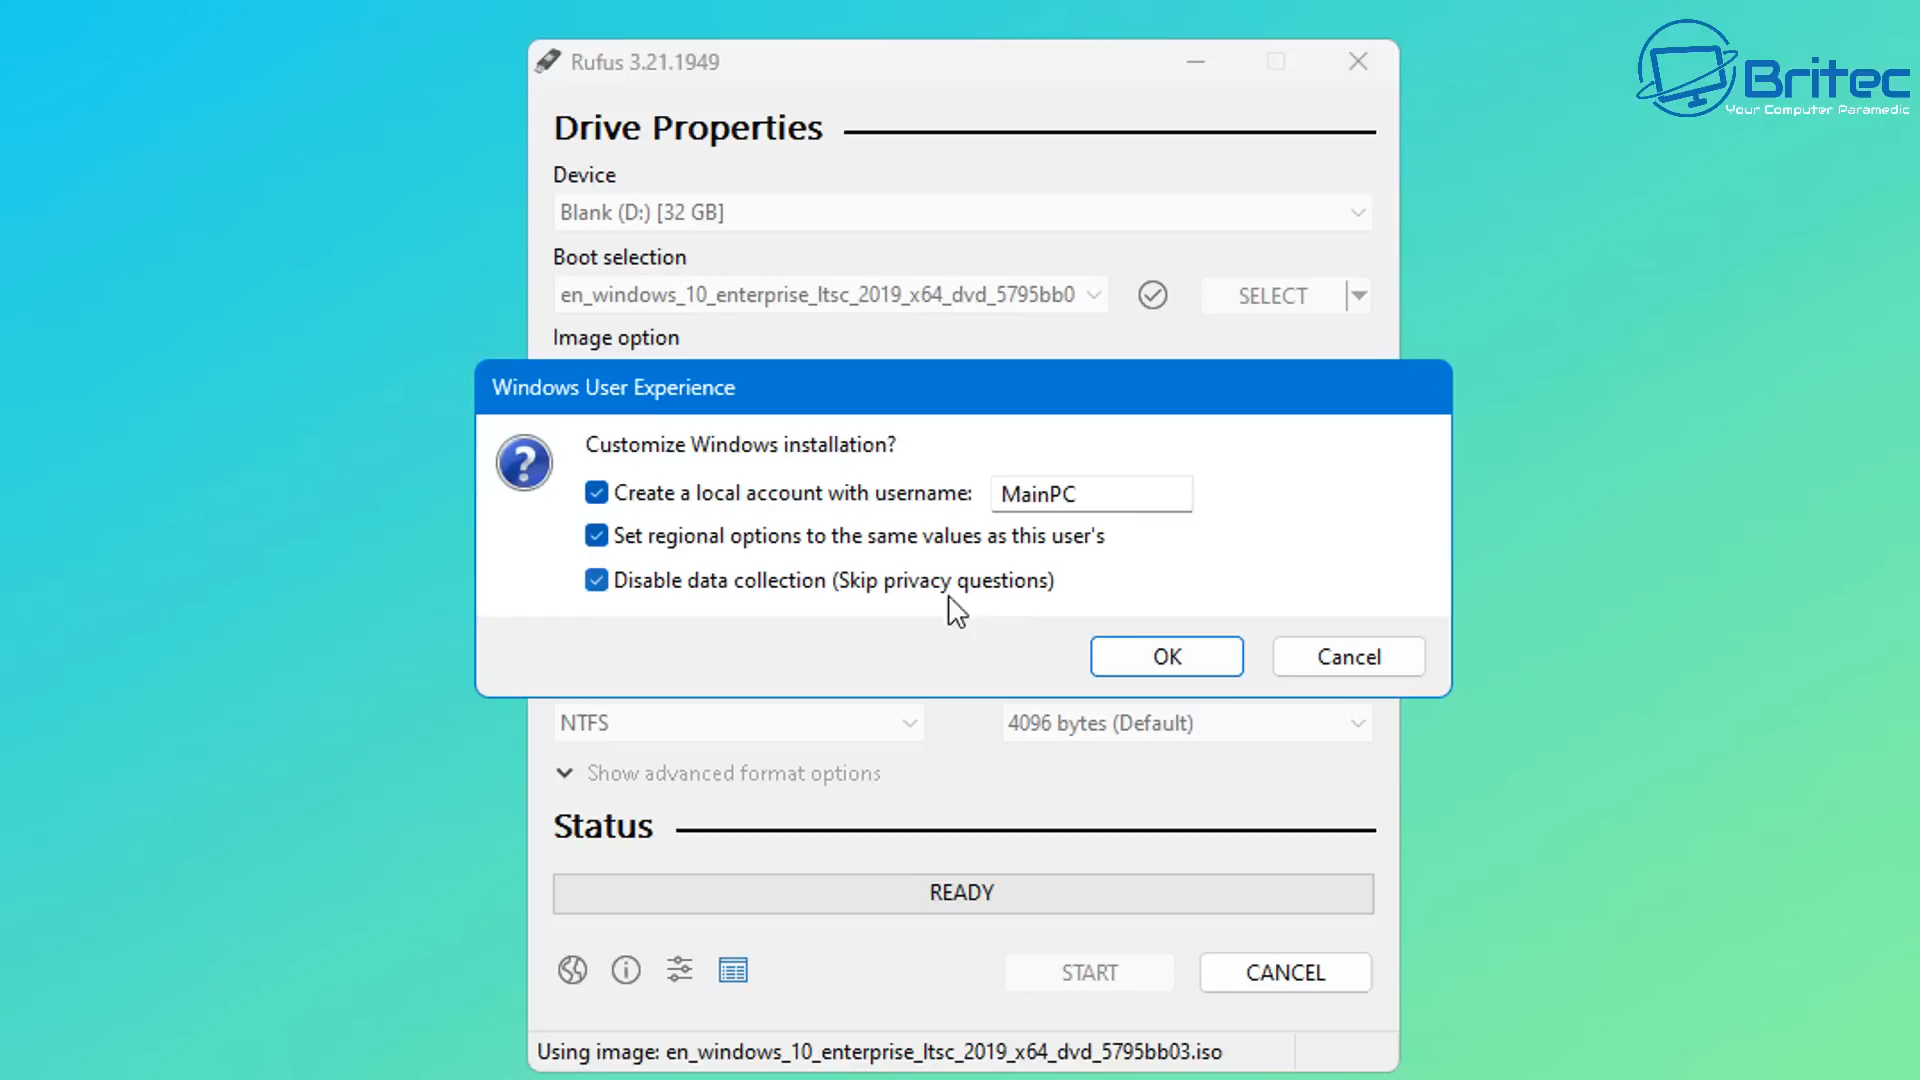 Rufus 3.21.1949
Britec
Your Computer Paramedic
Drive Properties
Device
Blank (D:) [32 GB]
Boot selection
en_windows_10_enterprise_ltsc_2019_x64_dvd_5795bb0
SELECT
Image option
Windows User Experience
Customize Windows installation?
Create a local account with username: MainPC
Set regional options to the same values as this user's
Disable data collection (Skip privacy questions)
OK Cancel
NTFS 4096 bytes (Default)
Show advanced format options
Status
READY
START CANCEL
Using image: en_windows_10_enterprise_ltsc_2019_x64_dvd_5795bb03.iso